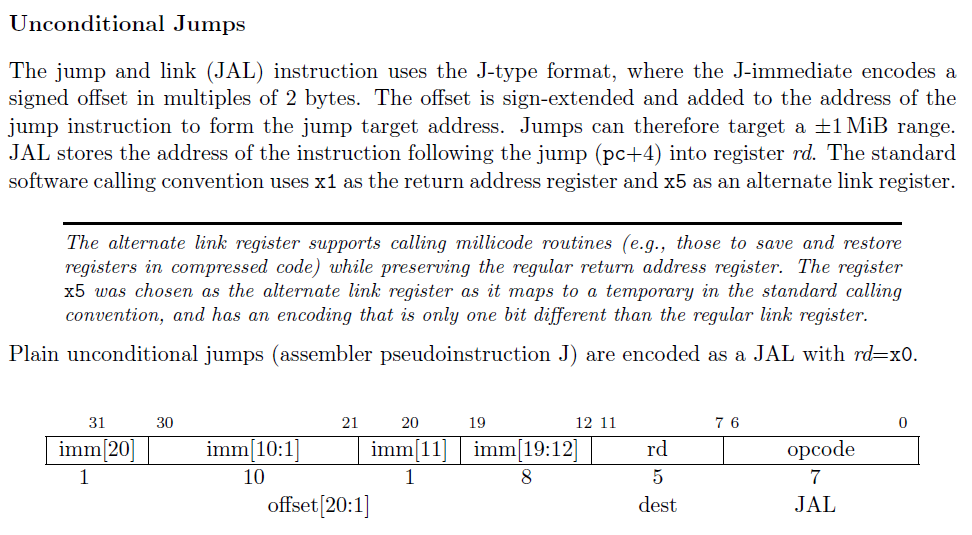 Unconditional Jumps
The jump and link (JAL) instruction uses the J-type format, where the J-immediate encodes a
signed offset in multiples of 2 bytes. The offset is sign-extended and added to the address of the
jump instruction to form the jump target address. Jumps can therefore target a ±1 MiB range.
JAL stores the address of the instruction following the jump (pc+4) into register rd. The standard
software calling convention uses x1 as the return address register and x5 as an alternate link register.
The alternate link register supports calling millicode routines (e.g., those to save and restore
registers in compressed code) while preserving the regular return address register. The register
x5 was chosen as the alternate link register as it maps to a temporary in the standard calling
convention, and has an encoding that is only one bit different than the regular link register.
Plain unconditional jumps (assembler pseudoinstruction J) are encoded as a JAL with rd=x0.
31 30 21 20 19 12 11 7 6 0
imm[20] imm[10:1] imm[11] imm[19:12] rd opcode
1 10 1 8 5 7
offset[20:1] dest JAL